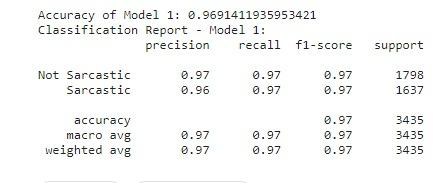 Accuracy of Model 1: 0.9691411935953421
Classification Report - Model 1:
precision recall f1-score support
Not Sarcastic 0.97 0.97 0.97 1798
Sarcastic 0.96 0.97 0.97 1637
accuracy 0.97 3435
macro avg 0.97 0.97 0.97 3435
weighted avg 0.97 0.97 0.97 3435